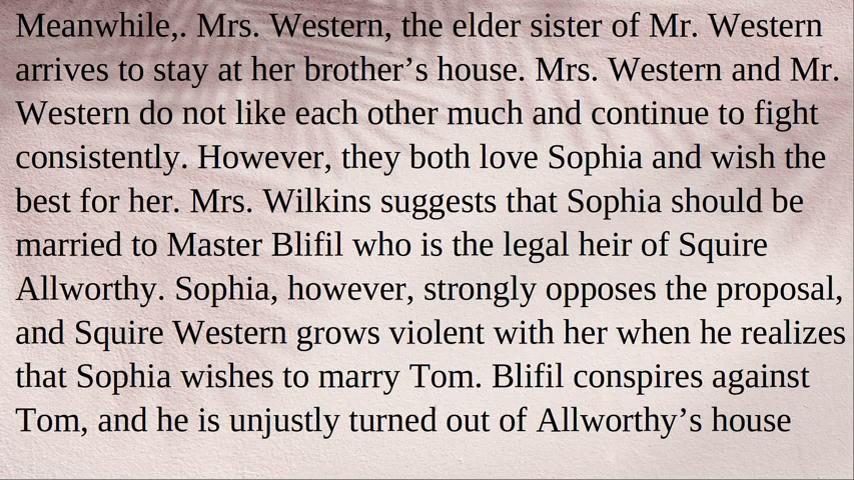 Meanwhile,. Mrs. Western, the elder sister of Mr. Western
arrives to stay at her brother’s house. Mrs. Western and Mr.
Western do not like each other much and continue to fight
consistently. However, they both love Sophia and wish the
best for her. Mrs. Wilkins suggests that Sophia should be
married to Master Blifil who is the legal heir of Squire
Allworthy. Sophia, however, strongly opposes the proposal,
and Squire Western grows violent with her when he realizes
that Sophia wishes to marry Tom. Blifil conspires against
Tom, and he is unjustly turned out of Allworthy’s house